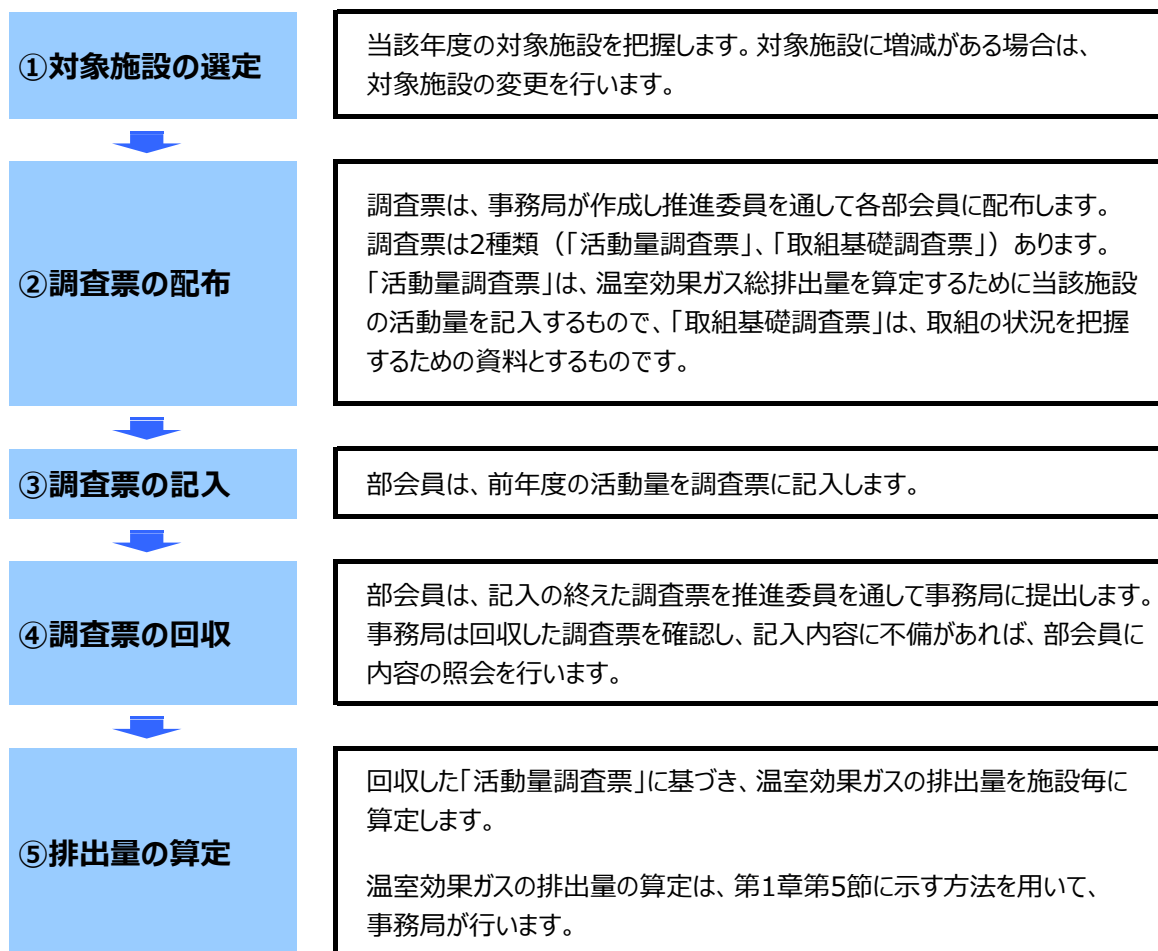 ①対象施設の選定
当該年度の対象施設を把握します。対象施設に増減がある場合は、
対象施設の変更を行います。
②調査票の配布
調査票は、事務局が作成し推進委員を通して各部会員に配布します。
調査票は2種類（「活動量調査票」、「取組基礎調査票」）あります。
「活動量調査票」は、温室効果ガス総排出量を算定するために当該施設
の活動量を記入するもので、「取組基礎調査票」は、取組の状況を把握
するための資料とするものです。
③調査票の記入
部会員は、前年度の活動量を調査票に記入します。
④調査票の回収
部会員は、記入の終えた調査票を推進委員を通して事務局に提出します。
事務局は回収した調査票を確認し、記入内容に不備があれば、部会員に
内容の照会を行います。
⑤排出量の算定
回収した「活動量調査票」に基づき、温室効果ガスの排出量を施設毎に
算定します。
温室効果ガスの排出量の算定は、第1章第5節に示す方法を用いて、
事務局が行います。